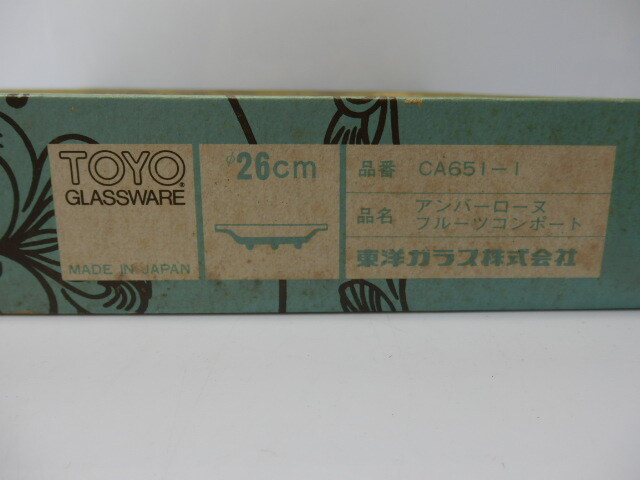 TOYO®
GLASSWARE
MADE IN JAPAN
φ26cm
品番 CA651-1
品名 アンバーローヌ
フルーツコンポート
東洋ガラス株式会社